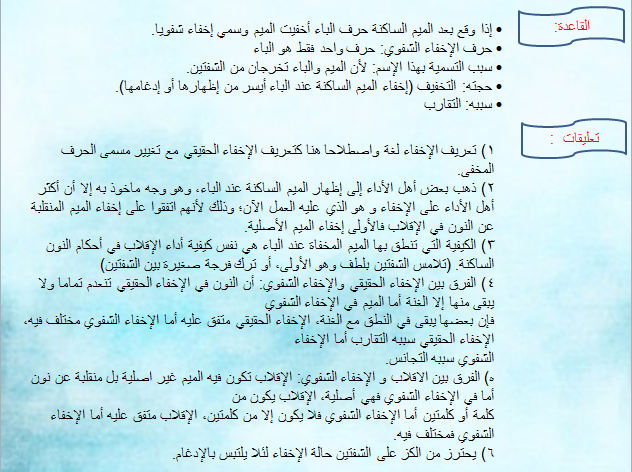 القاعدة:
• إذا وقع بعد الميم الساكنة حرف الباء أخفيت الميم وسمي إخفاء شفويا.
• حرف الإخفاء الشفوي: حرف واحد فقط هو الباء
• سبب التسمية بهذا الإسم: لأن الميم والباء تخرجان من الشفتين.
• حجته: التخفيف (إخفاء الميم الساكنة عند الباء أيسر من إظهارها أو إدغامها).
• سببه: التقارب
تعليقات :
١) تعريف الإخفاء لغة واصطلاحا هنا كتعريف الإخفاء الحقيقي مع تغيير مسمى الحرف
المخفى.
٢) ذهب بعض أهل الأداء إلى إظهار الميم الساكنة عند الباء، وهو وجه مأخوذ به إلا أن أكثر
أهل الأداء على الإخفاء و هو الذي عليه العمل الآن؛ وذلك لأنهم اتفقوا على إخفاء الميم المنقلبة
عن النون في الإقلاب فالأولى إخفاء الميم الأصلية.
٣) الكيفية التي تنطق بها الميم المخفاة عند الباء هي نفس كيفية أداء الإقلاب في أحكام النون
الساكنة. (تلامس الشفتين بلطف وهو الأولى، أو ترك فرجة صغيرة بين الشفتين)
٤) الفرق بين الإخفاء الحقيقي والإخفاء الشفوي: أن النون في الإخفاء الحقيقي تنعدم تماما ولا
يبقى منها إلا الغنة أما الميم في الإخفاء الشفوي
فإن بعضها يبقى في النطق مع الغنة، الإخفاء الحقيقي متفق عليه أما الإخفاء الشفوي مختلف فيه،
الإخفاء الحقيقي سببه التقارب أما الإخفاء
الشفوي سببه التجانس.
٥) الفرق بين الاقلاب و الإخفاء الشفوي: الإقلاب تكون فيه الميم غير اصلية بل منقلبة عن نون
أما في الإخفاء الشفوي فهي أصلية، الإقلاب يكون من
كلمة أو كلمتين أما الإخفاء الشفوي فلا يكون إلا من كلمتين، الإقلاب متفق عليه أما الإخفاء
الشفوي فمختلف فيه.
٦) يحترز من الكز على الشفتين حالة الإخفاء لئلا يلتبس بالإدغام.